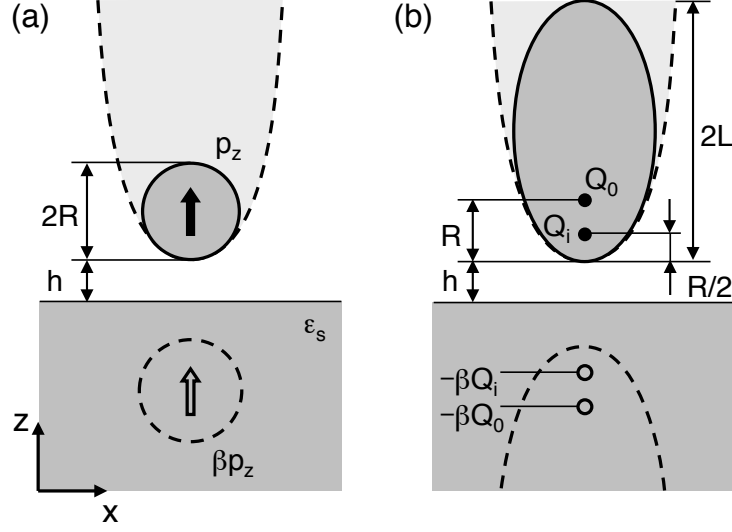 (a)
p_z
2R
h
ε_s
βp_z
z
x
(b)
2L
Q_0
Q_i
R
h
R/2
−βQ_i
−βQ_0